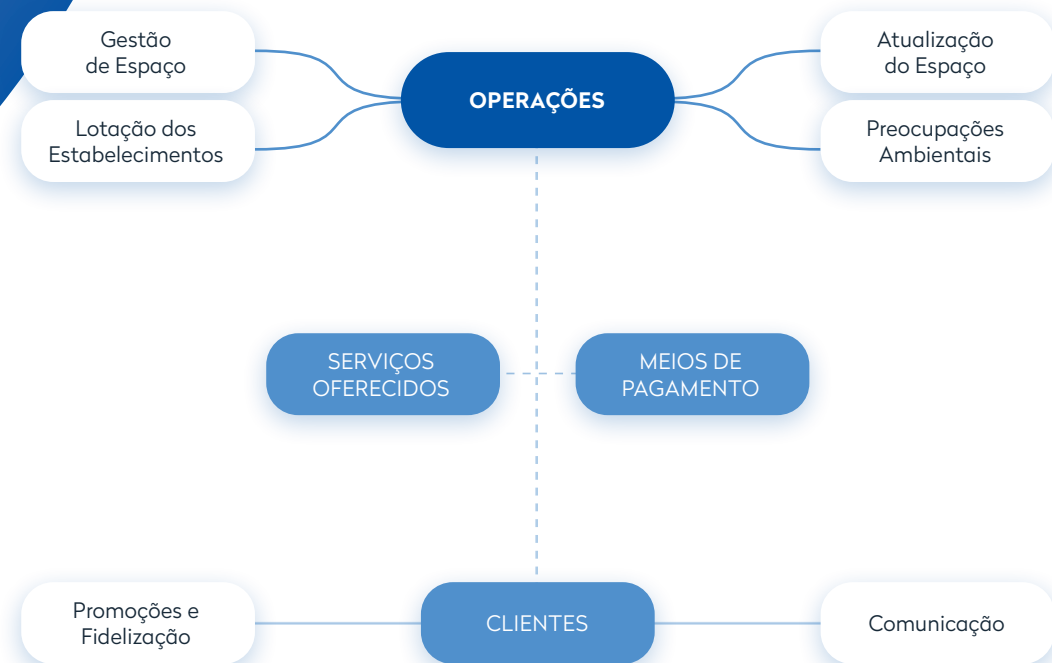 Gestão
de Espaço
Lotação dos
Estabelecimentos
OPERAÇÕES
Atualização
do Espaço
Preocupações
Ambientais
SERVIÇOS
OFERECIDOS
MEIOS DE
PAGAMENTO
Promoções e
Fidelização
CLIENTES
Comunicação